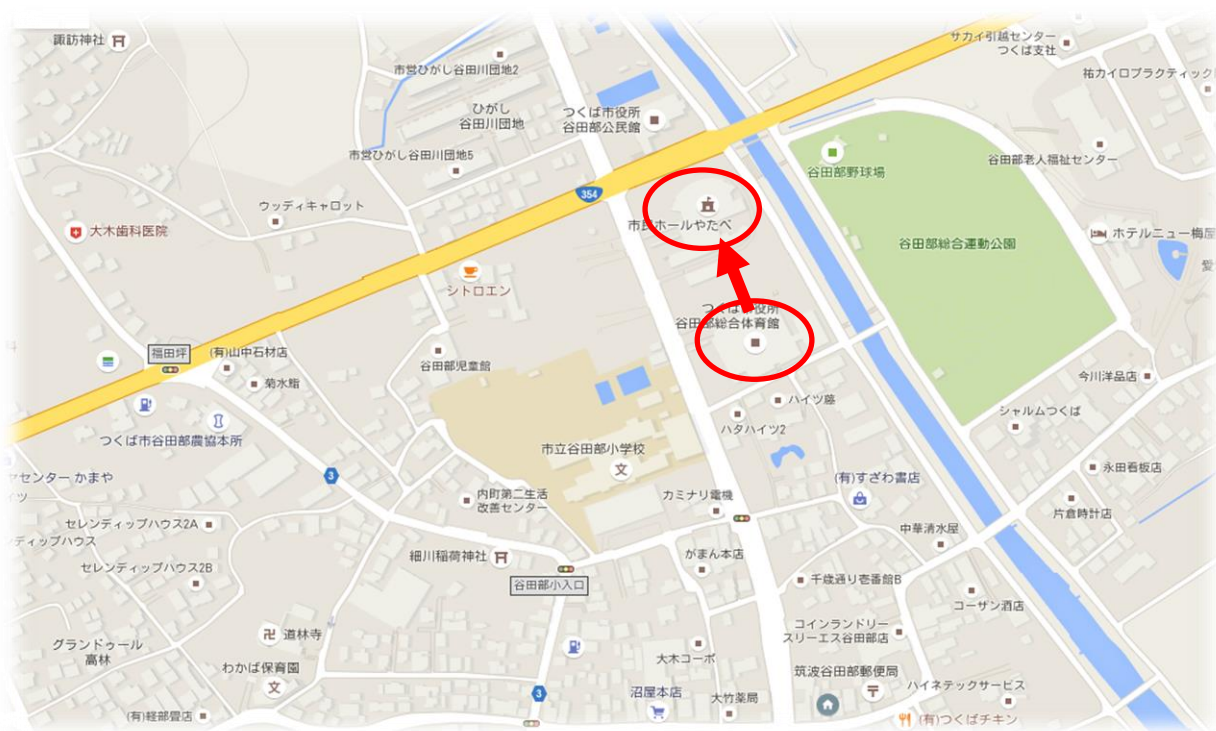 諏訪神社
サカイ引越センター
つくば支社
市営ひがし谷田川団地2
祐カイロプラクティック
ひがし
谷田川団地
つくば市役所
谷田部公民館
市営ひがし谷田川団地5
谷田部老人福祉センター
谷田部野球場
354
ウッディキャロット
市民ホールやたべ
大木歯科医院
ホテルニュー梅屋
谷田部総合運動公園
愛
シトロエン
つくば市役所
谷田部総合体育館
福田坪
(有)山中石材店
谷田部児童館
菊水鮨
今川洋品店
ハイツ藤
シャルムつくば
ハタハイツ2
つくば市谷田部農協本所
市立谷田部小学校
文
永田看板店
ヤセンター かまや
イツ
3
(有)すざわ書店
内町第二生活
改善センター
カミナリ電機
片倉時計店
セレンディップハウス2A
中華清水屋
ディップハウス
細川稲荷神社
がまん本店
セレンディップハウス2B
谷田部小入口
千歳通り壱番館B
コーザン酒店
コインランドリー
スリーエス谷田部店
道林寺
グランドゥール
高林
大木コーポ
わかば保育園
文
筑波谷田部郵便局
ハイネテックサービス
3
沼屋本店
大竹薬局
(有)軽部畳店
(有)つくばチキン